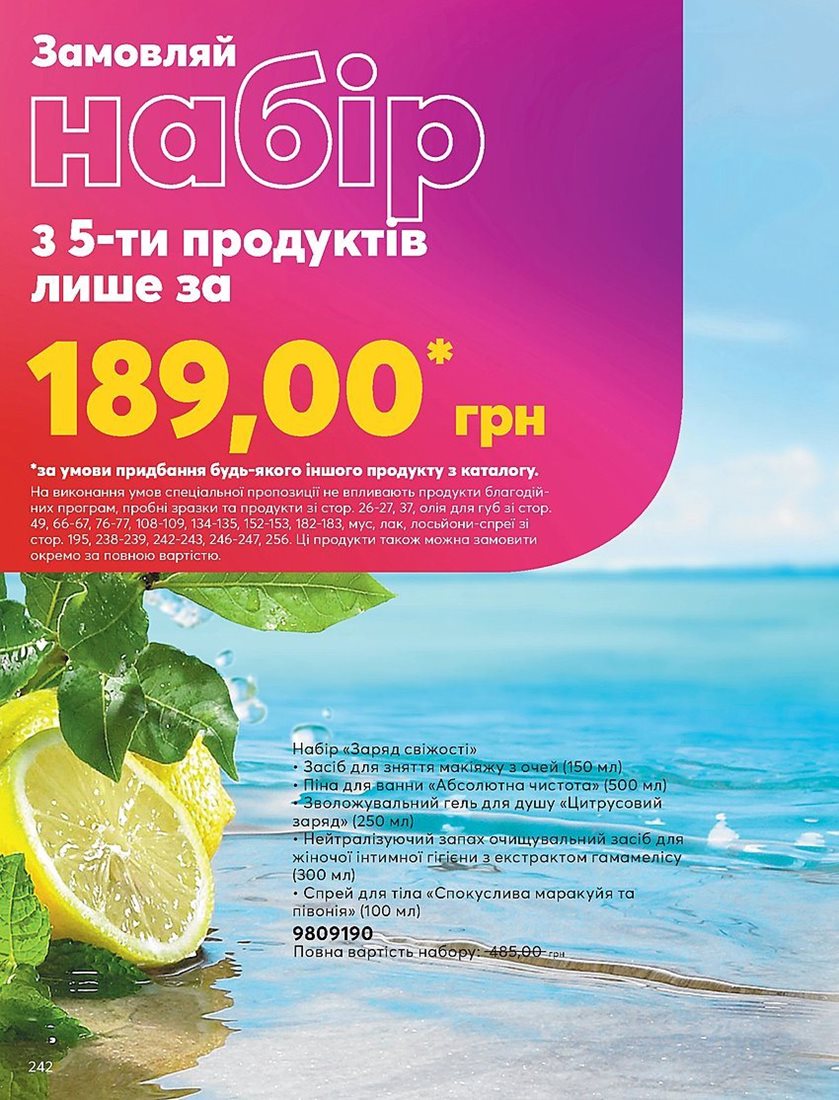 Замовляй
набір
з 5-ти продуктів
лише за
189,00*
грн
*за умови придбання будь-якого іншого продукту з каталогу.
На виконання умов спеціальної пропозиції не впливають продукти благодій-
них програм, пробні зразки та продукти зі стор. 26-27, 37, олія для губ зі стор.
49, 66-67, 76-77, 108-109, 134-135, 152-153, 182-183, мус, лак, лосьйони-спреї зі
стор. 195, 238-239, 242-243, 246-247, 256. Ці продукти також можна замовити
окремо за повною вартістю.
Набір «Заряд свіжості»
• Засіб для зняття макіяжу з очей (150 мл)
• Піна для ванни «Абсолютна чистота» (500 мл)
• Зволожувальний гель для душу «Цитрусовий
заряд» (250 мл)
• Нейтралізуючий запах очищувальний засіб для
жіночої інтимної гігієни з екстрактом гамамелісу
(300 мл)
• Спрей для тіла «Спокуслива маракуйя та
півонія» (100 мл)
9809190
Повна вартість набору: 485,00 грн
242